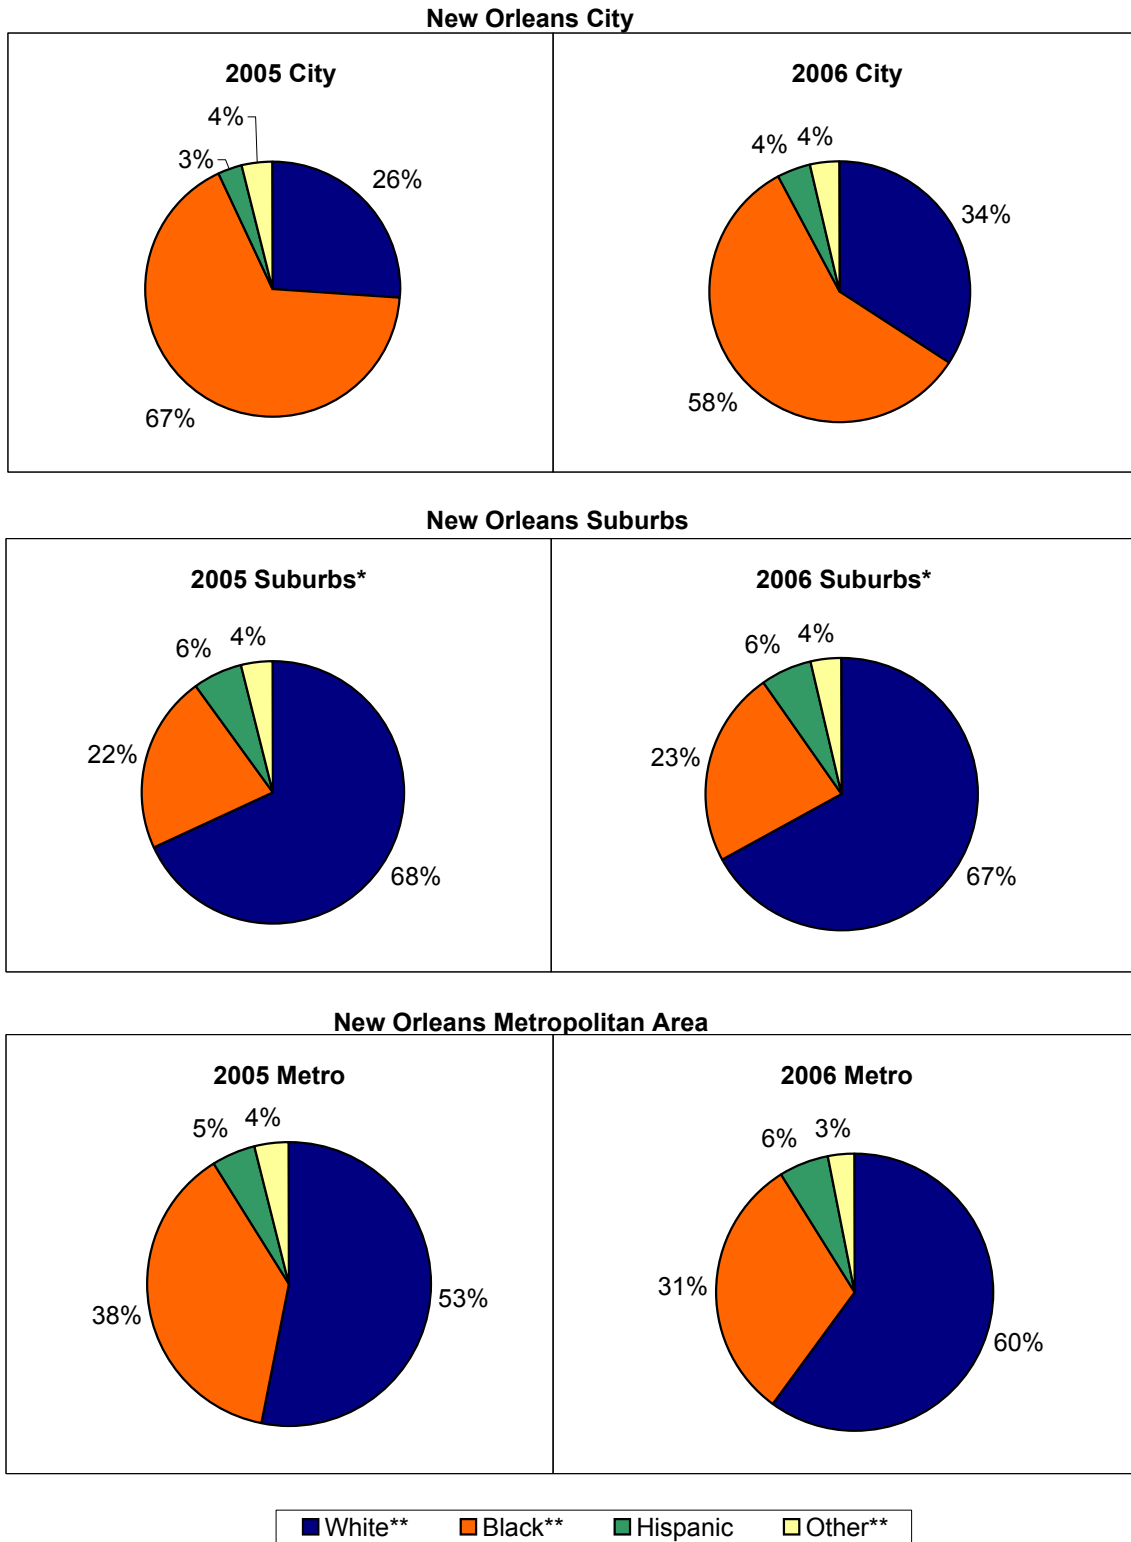 New Orleans City
2005 City
2006 City
4%
3%
26%
67%
4%
4%
34%
58%
New Orleans Suburbs
2005 Suburbs*
2006 Suburbs*
6%
4%
22%
68%
6%
4%
23%
67%
New Orleans Metropolitan Area
2005 Metro
2006 Metro
5%
4%
38%
53%
6%
3%
31%
60%
White** Black** Hispanic Other**